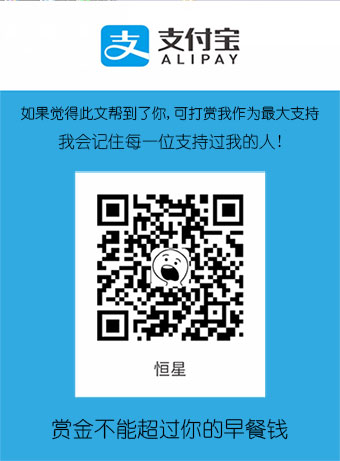 支付宝
ALIPAY
如果觉得此文帮到了你,可打赏我作为最大支持
我会记住每一位支持过我的人!
恒星
赏金不能超过你的早餐钱